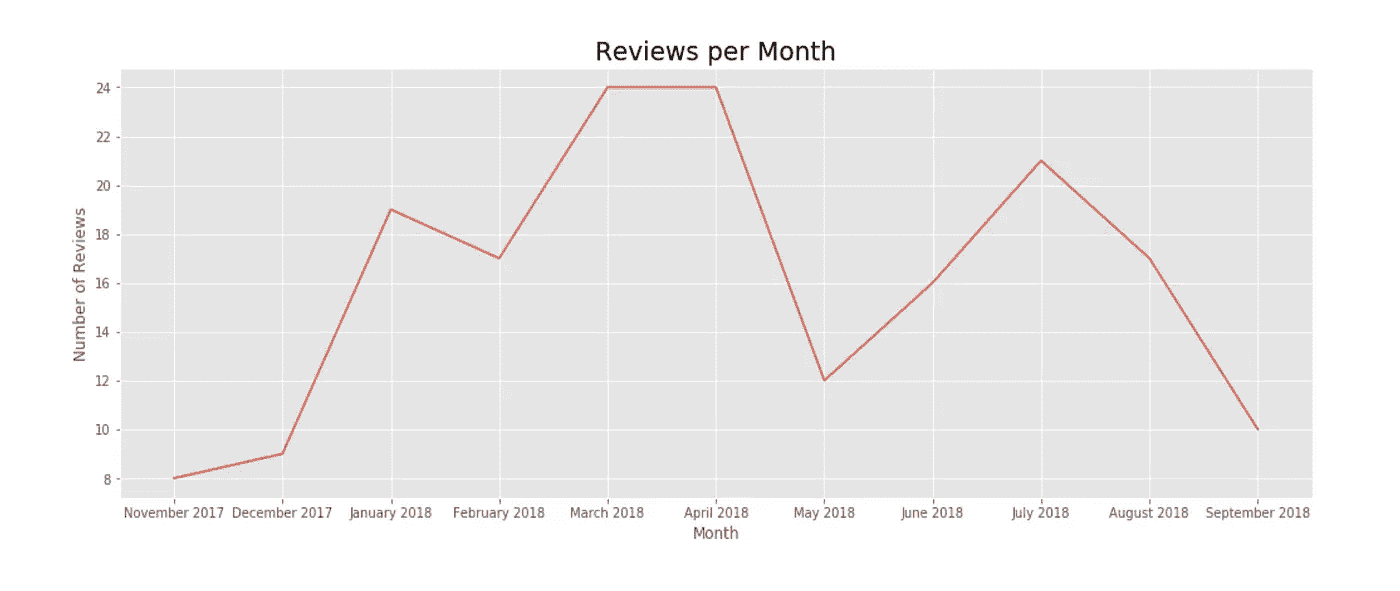 Reviews per Month
24
22
20
18
16
14
12
10
8
Number of Reviews
November 2017 December 2017 January 2018 February 2018 March 2018 April 2018 May 2018 June 2018 July 2018 August 2018 September 2018
Month